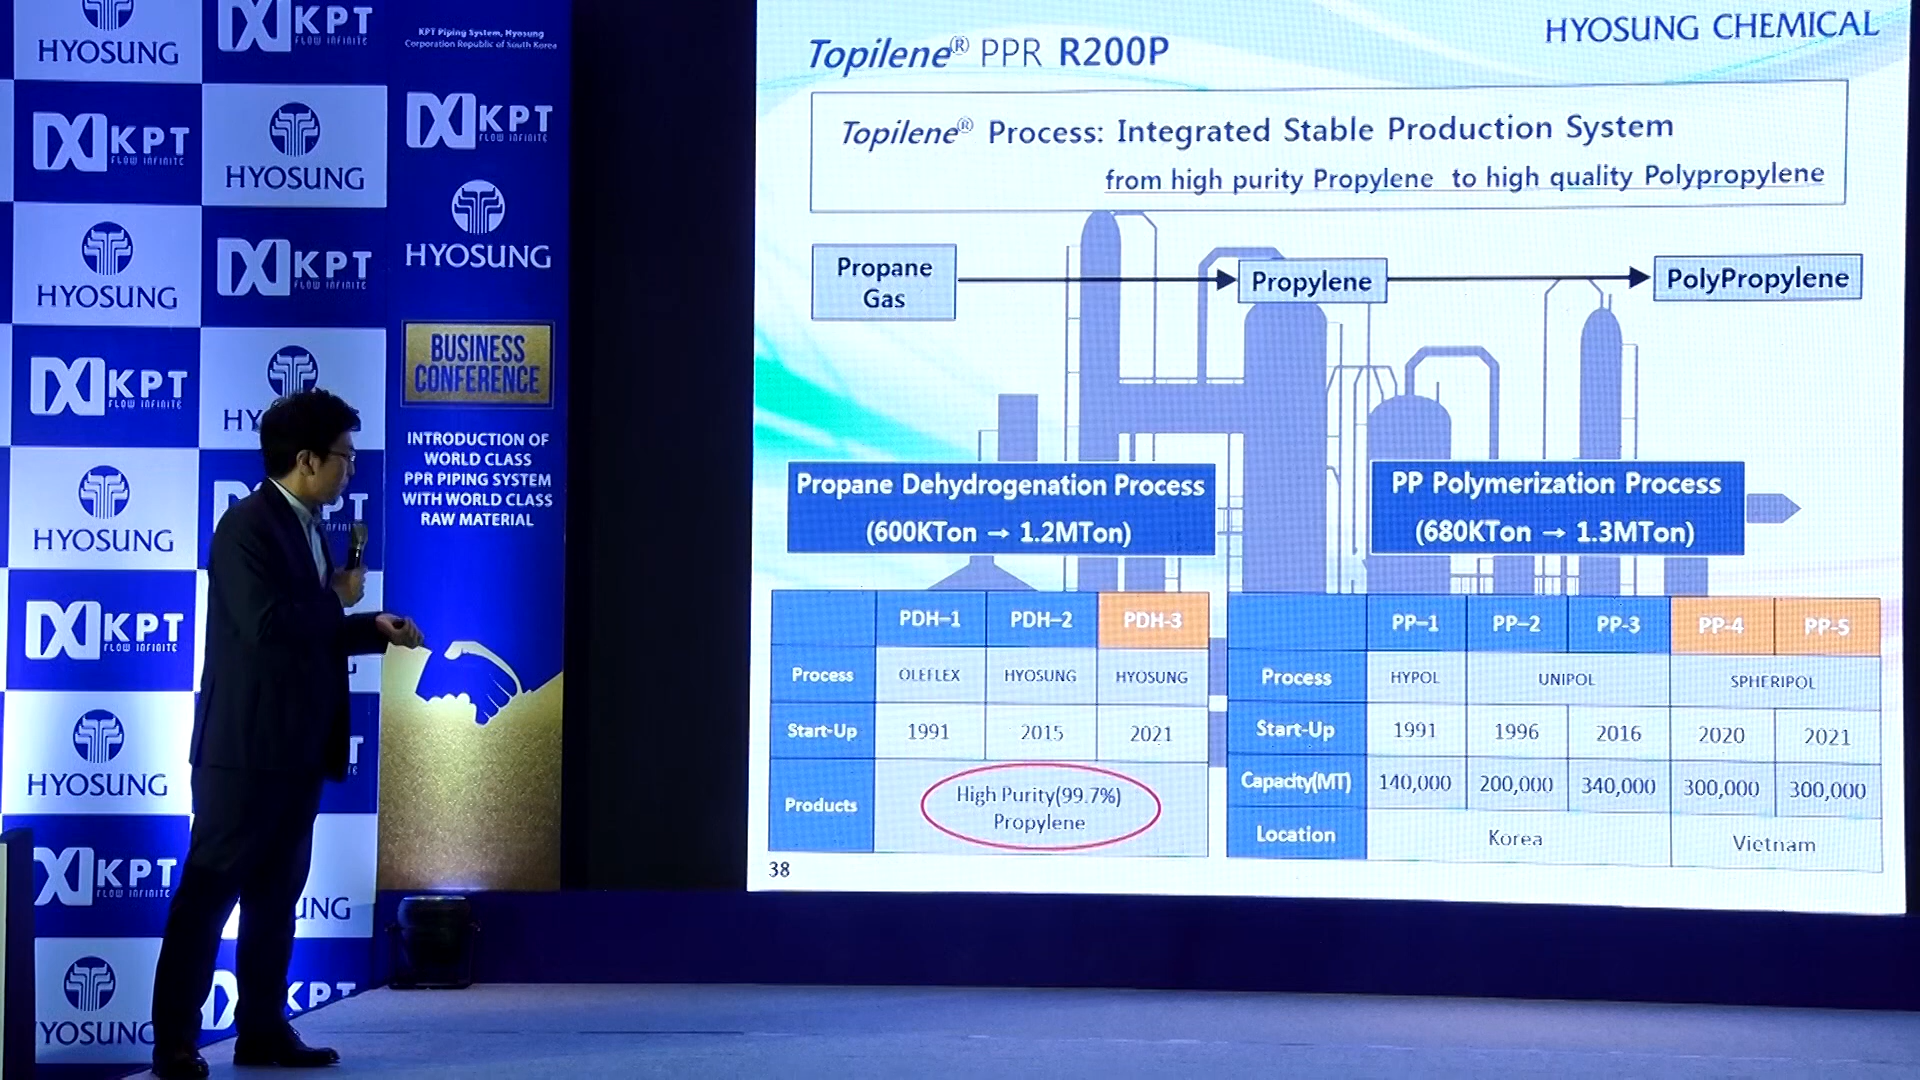 HYOSUNG
KPT
FLOW INFINITE
KPT
FLOW INFINITE
HYOSUNG
HYOSUNG
KPT
FLOW INFINITE
KPT
FLOW INFINITE
HY
HYOSUNG
KPT
FLOW INFINITE
HYOSUNG
KPT
FLOW INFINITE
UNG
YOSUNG
KPT
KPT Piping System, Hyosung
Corporation Republic of South Korea
KPT
FLOW INFINITE
HYOSUNG
BUSINESS
CONFERENCE
INTRODUCTION OF
WORLD CLASS
PPR PIPING SYSTEM
WITH WORLD CLASS
RAW MATERIAL
HYOSUNG CHEMICAL
Topilene® PPR R200P
Topilene® Process: Integrated Stable Production System
from high purity Propylene to high quality Polypropylene
Propane
Gas
Propylene
PolyPropylene
Propane Dehydrogenation Process
(600KTon → 1.2MTon)
PP Polymerization Process
(680KTon → 1.3MTon)
PDH-1 PDH-2 PDH-3
Process OLEFLEX HYOSUNG HYOSUNG
Start-Up 1991 2015 2021
Products High Purity(99.7%)
Propylene
PP-1 PP-2 PP-3 PP-4 PP-5
Process HYPOL UNIPOL SPHERIPOL
Start-Up 1991 1996 2016 2020 2021
Capacity(MT) 140,000 200,000 340,000 300,000 300,000
Location Korea Vietnam
38